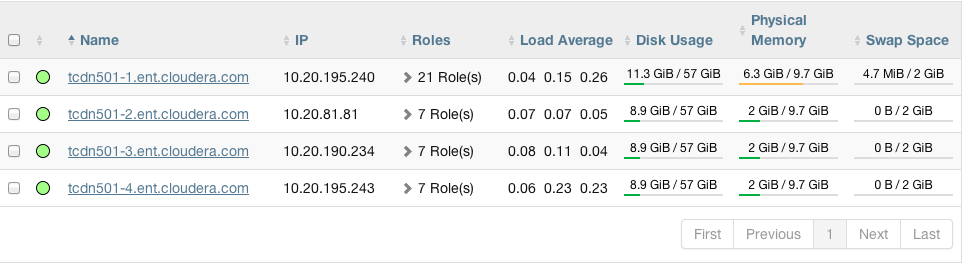 Name IP Roles Load Average Disk Usage Physical Memory Swap Space
tcdn501-1.ent.cloudera.com 10.20.195.240 21 Role(s) 0.04 0.15 0.26 11.3 GiB / 57 GiB 6.3 GiB / 9.7 GiB 4.7 MiB / 2 GiB
tcdn501-2.ent.cloudera.com 10.20.81.81 7 Role(s) 0.07 0.07 0.05 8.9 GiB / 57 GiB 2 GiB / 9.7 GiB 0 B / 2 GiB
tcdn501-3.ent.cloudera.com 10.20.190.234 7 Role(s) 0.08 0.11 0.04 8.9 GiB / 57 GiB 2 GiB / 9.7 GiB 0 B / 2 GiB
tcdn501-4.ent.cloudera.com 10.20.195.243 7 Role(s) 0.06 0.23 0.23 8.9 GiB / 57 GiB 2 GiB / 9.7 GiB 0 B / 2 GiB
First Previous 1 Next Last